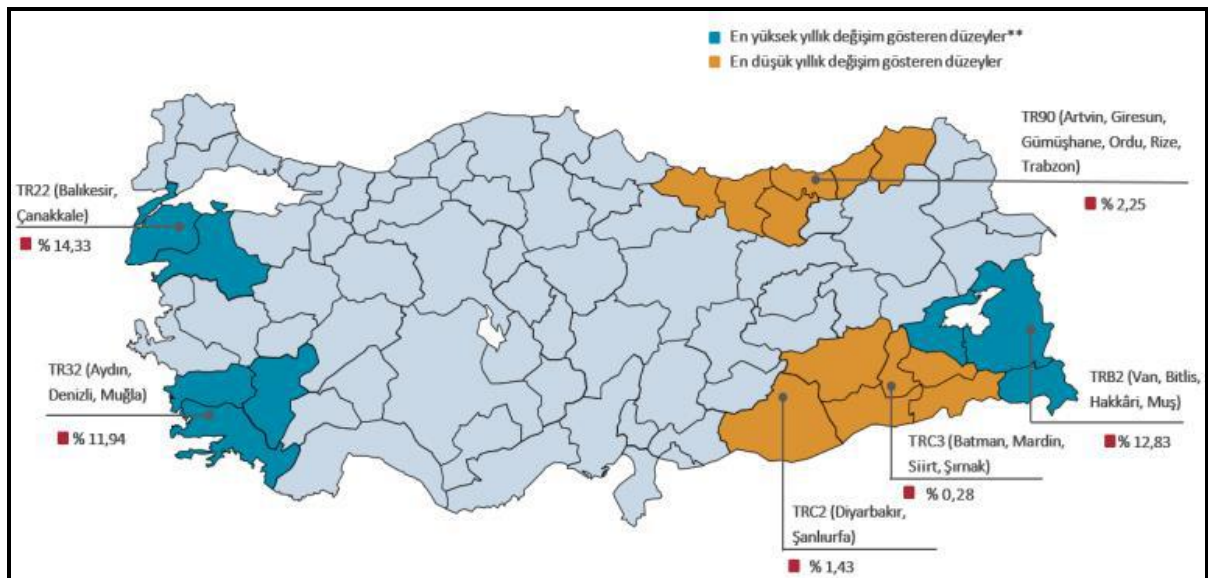 En yüksek yıllık değişim gösteren düzeyler**
En düşük yıllık değişim gösteren düzeyler
TR90 (Artvin, Giresun,
Gümüşhane, Ordu, Rize,
Trabzon)
% 2,25
TR22 (Balıkesir,
Çanakkale)
% 14,33
TR32 (Aydın,
Denizli, Muğla)
% 11,94
TRB2 (Van, Bitlis,
Hakkâri, Muş)
% 12,83
TRC3 (Batman, Mardin,
Siirt, Şırnak)
% 0,28
TRC2 (Diyarbakır,
Şanlıurfa)
% 1,43